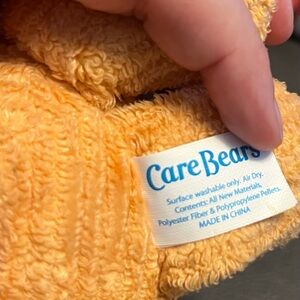 Care Bears
Surface washable only. Air Dry.
Contents: All New Materials,
Polyester Fiber & Polypropylene Pellets.
MADE IN CHINA